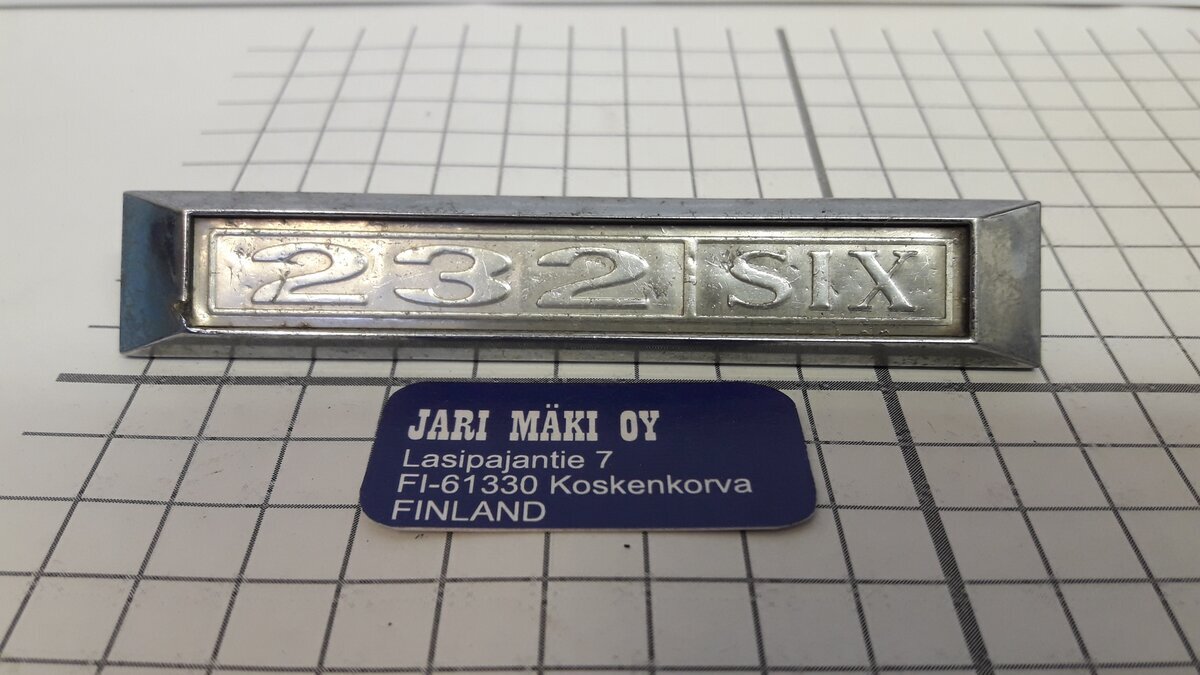 232 SIX
JARI MÄKI OY
Lasipajantie 7
FI-61330 Koskenkorva
FINLAND